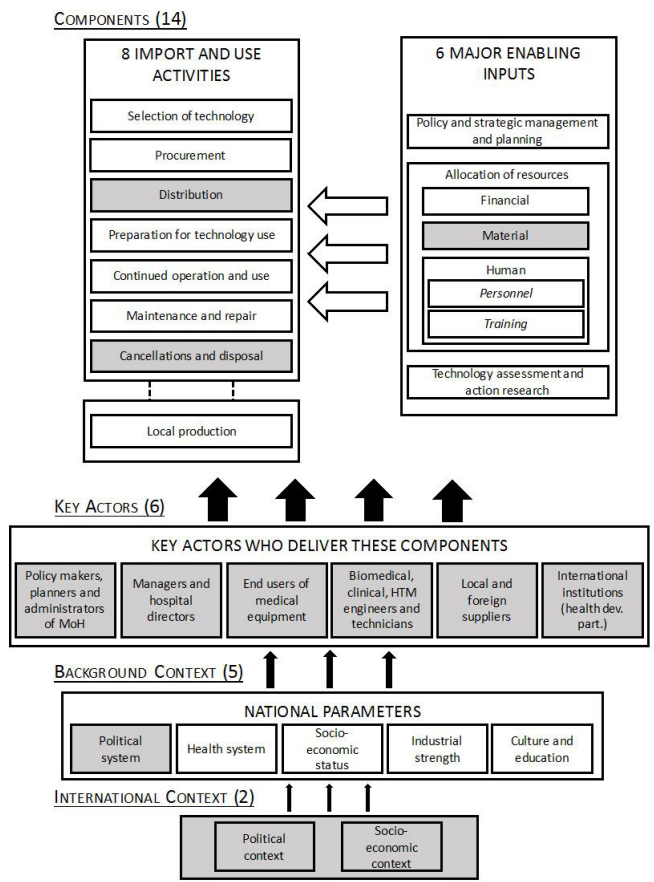 COMPONENTS (14)
8 IMPORT AND USE
ACTIVITIES
Selection of technology
Procurement
Distribution
Preparation for technology use
Continued operation and use
Maintenance and repair
Cancellations and disposal
Local production
6 MAJOR ENABLING
INPUTS
Policy and strategic management
and planning
Allocation of resources
Financial
Material
Human
Personnel
Training
Technology assessment and
action research
KEY ACTORS (6)
KEY ACTORS WHO DELIVER THESE COMPONENTS
Policy makers,
planners and
administrators
of MoH
Managers and
hospital
directors
End users of
medical
equipment
Biomedical,
clinical, HTM
engineers and
technicians
Local and
foreign
suppliers
International
institutions
(health dev.
part.)
BACKGROUND CONTEXT (5)
NATIONAL PARAMETERS
Political
system
Health system
Socio-
economic
status
Industrial
strength
Culture and
education
INTERNATIONAL CONTEXT (2)
Political
context
Socio-
economic
context